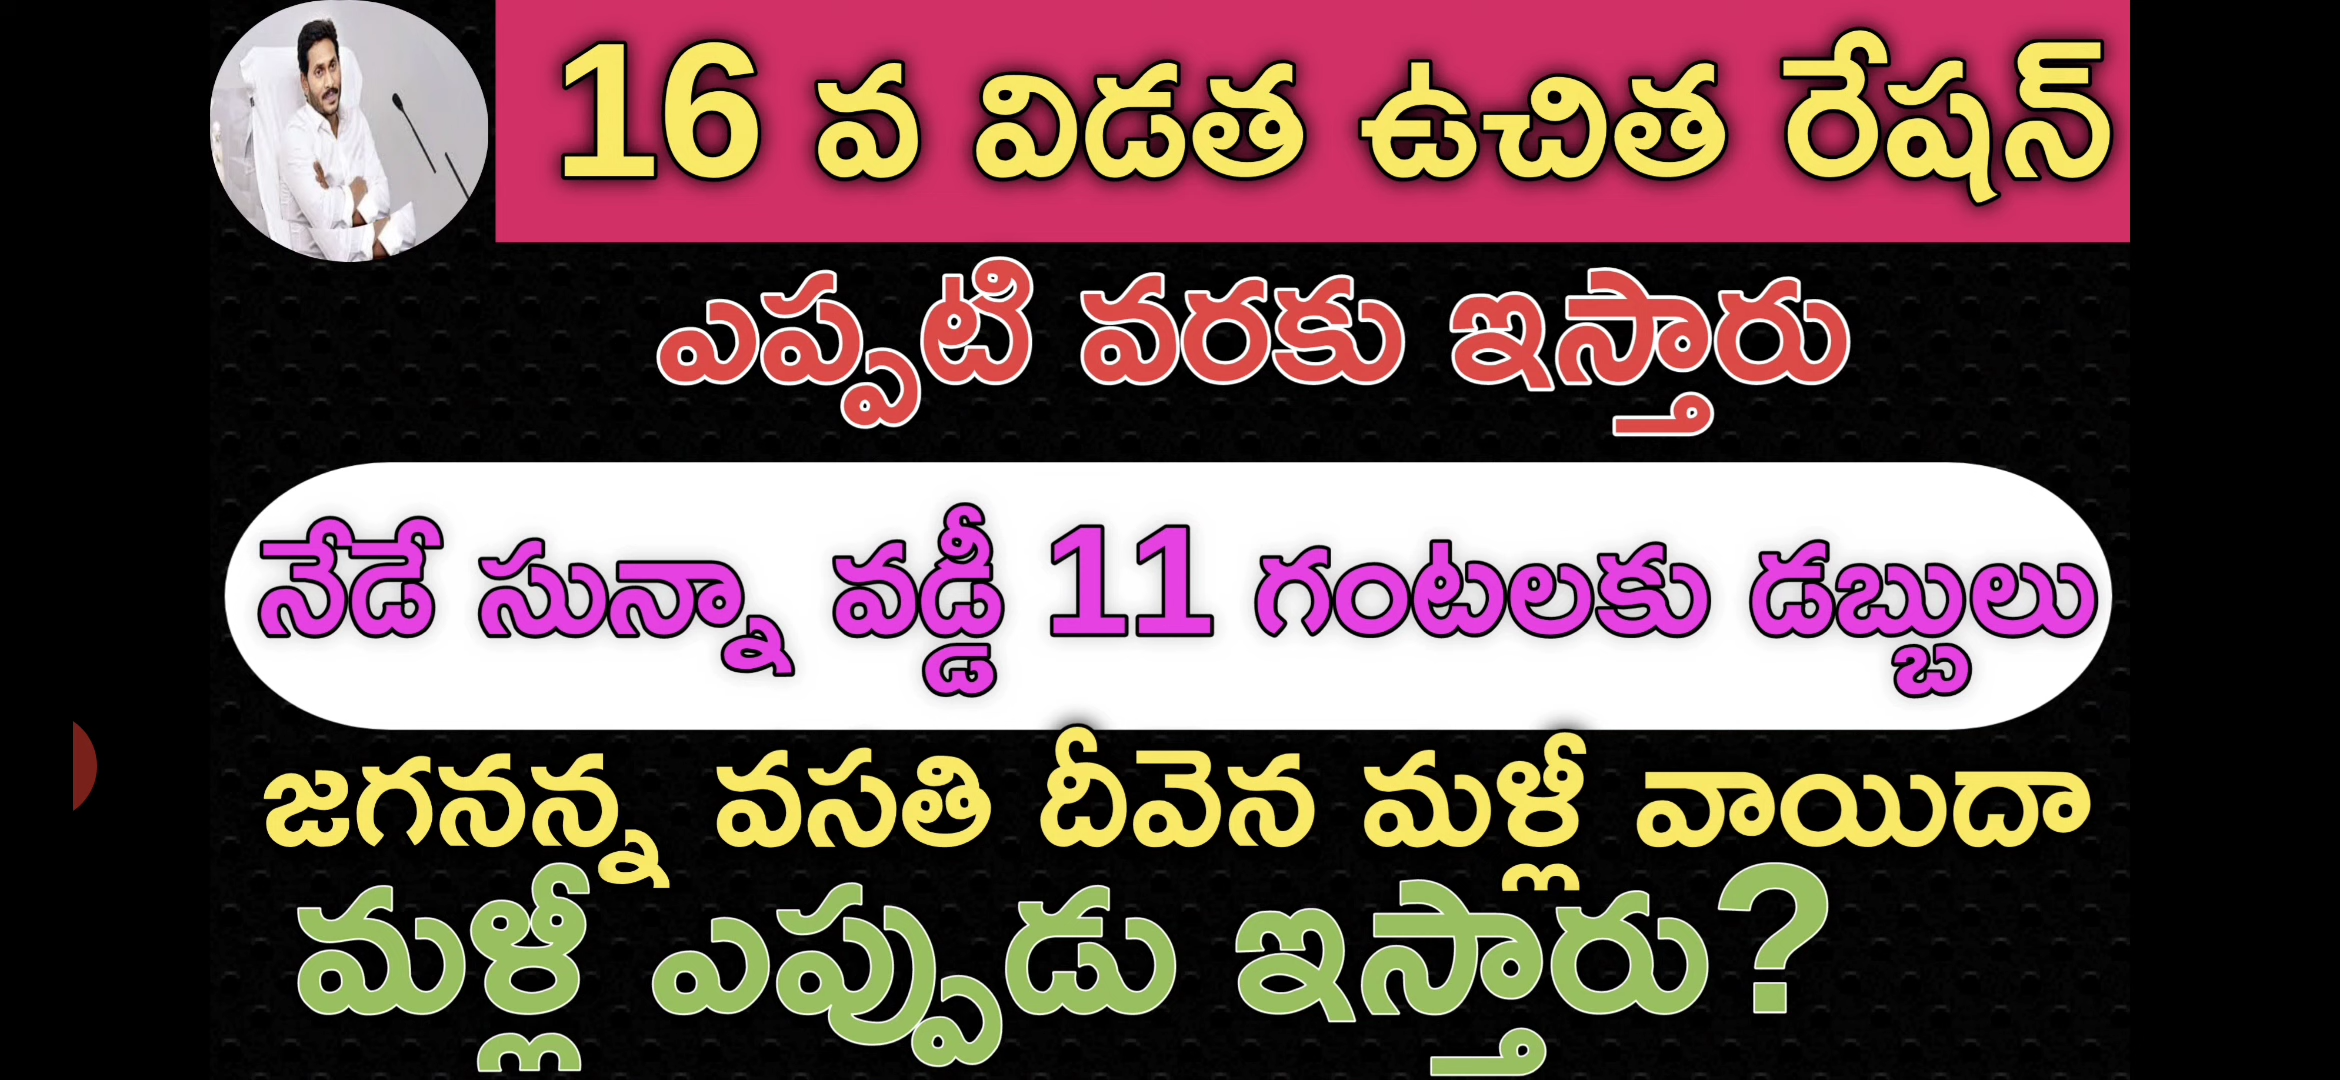 16 వ విడత ఉచిత రేషన్
ఎప్పటి వరకు ఇస్తారు
నేడే సున్నా వడ్డీ 11 గంటలకు డబ్బులు
జగనన్న వసతి దీవెన మళ్లీ వాయిదా
మళ్లీ ఎప్పుడు ఇస్తారు?